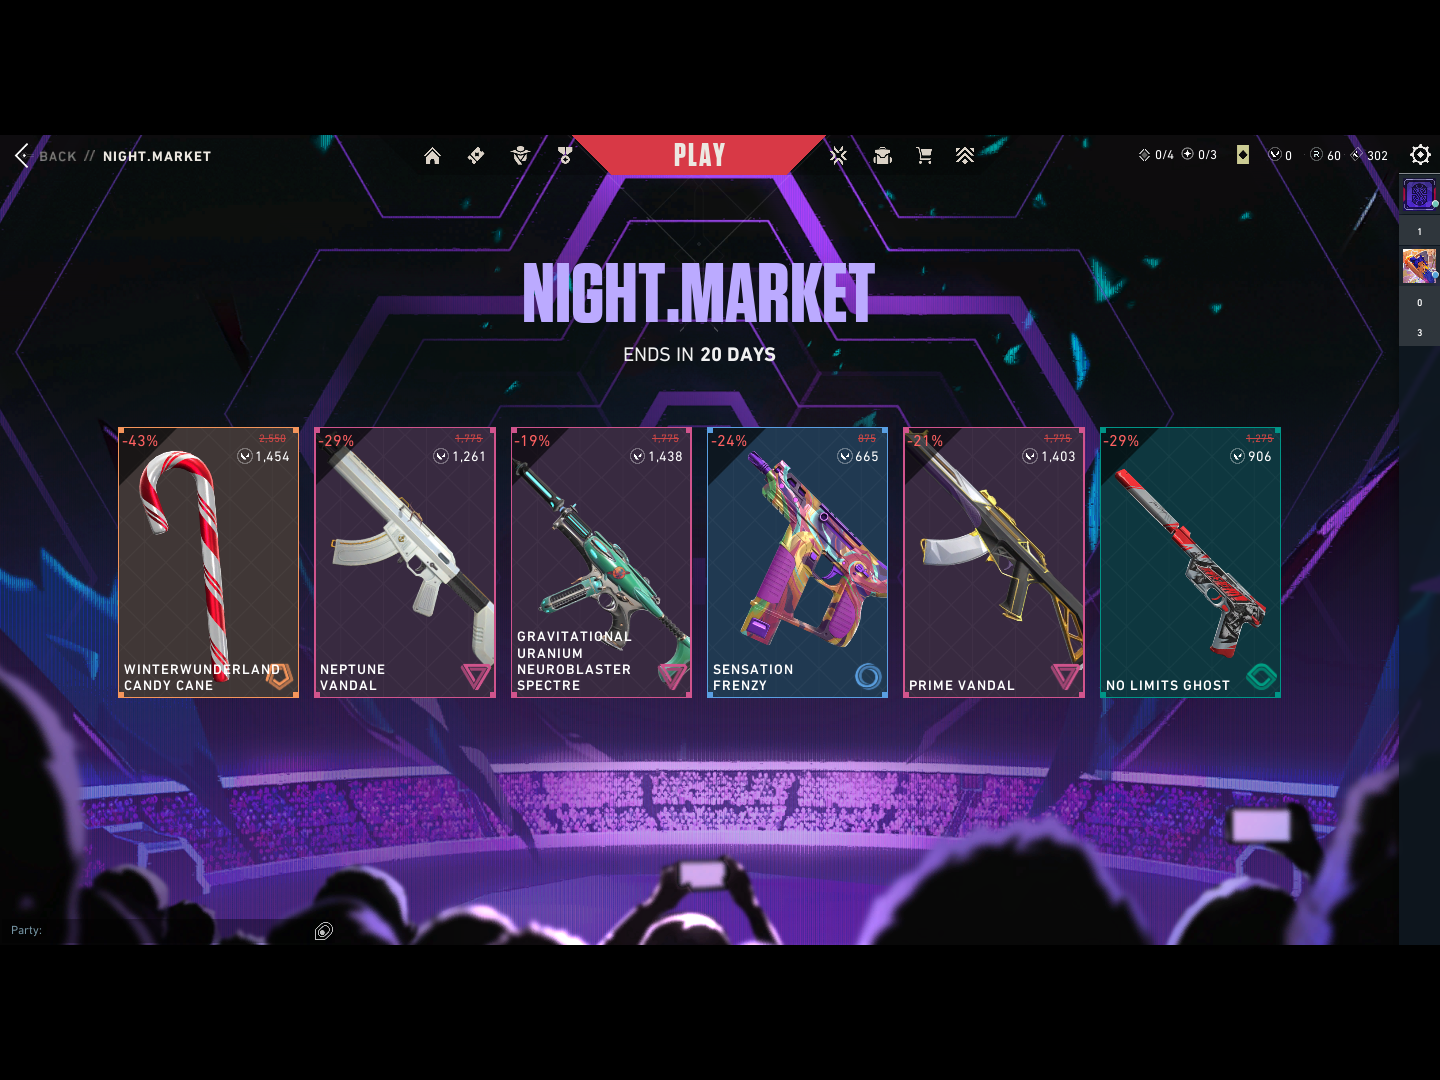 BACK // NIGHT.MARKET
PLAY
0/4 0/3 0 60 302
1
0
3
NIGHT.MARKET
ENDS IN 20 DAYS
-43% 2,550
1,454
WINTERWUNDERLAND
CANDY CANE
-29% 1,775
1,261
NEPTUNE
VANDAL
-19% 1,775
1,438
GRAVITATIONAL
URANIUM
NEUROBLASTER
SPECTRE
-24% 875
665
SENSATION
FRENZY
-21% 1,775
1,403
PRIME VANDAL
-29% 1,275
906
NO LIMITS GHOST
Party: